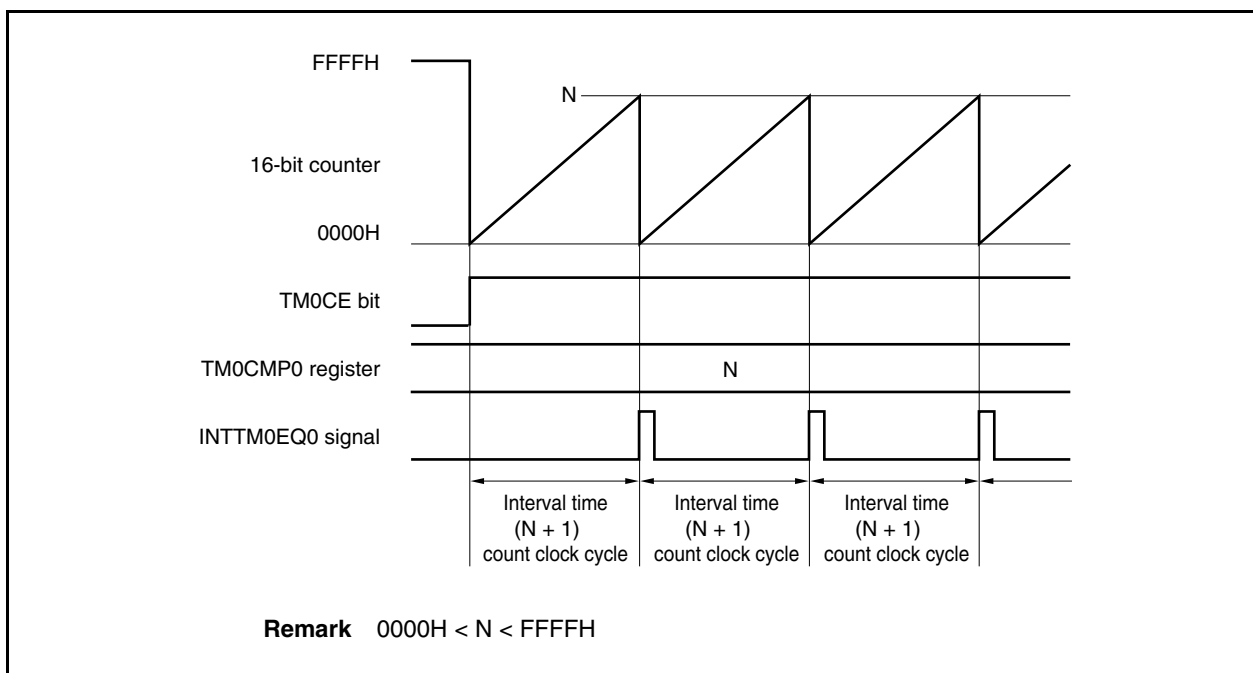 FFFFH
N
16-bit counter
0000H
TM0CE bit
TM0CMP0 register
N
INTTM0EQ0 signal
Interval time
(N + 1)
count clock cycle
Interval time
(N + 1)
count clock cycle
Interval time
(N + 1)
count clock cycle
Remark 0000H < N < FFFFH